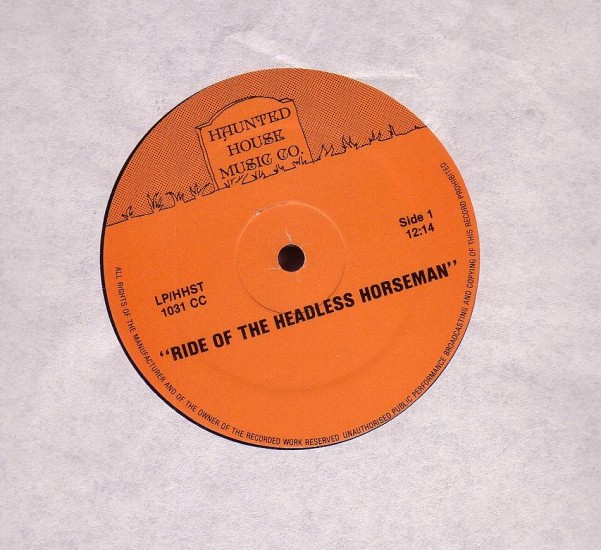 HAUNTED
HOUSE
MUSIC CO.
Side 1
12:14
LP/HHST
1031 CC
“RIDE OF THE HEADLESS HORSEMAN”
ALL RIGHTS OF THE MANUFACTURER AND OF THE OWNER OF THE RECORDED WORK RESERVED UNAUTHORISED PUBLIC PERFORMANCE BROADCASTING AND COPYING OF THIS RECORD PROHIBITED